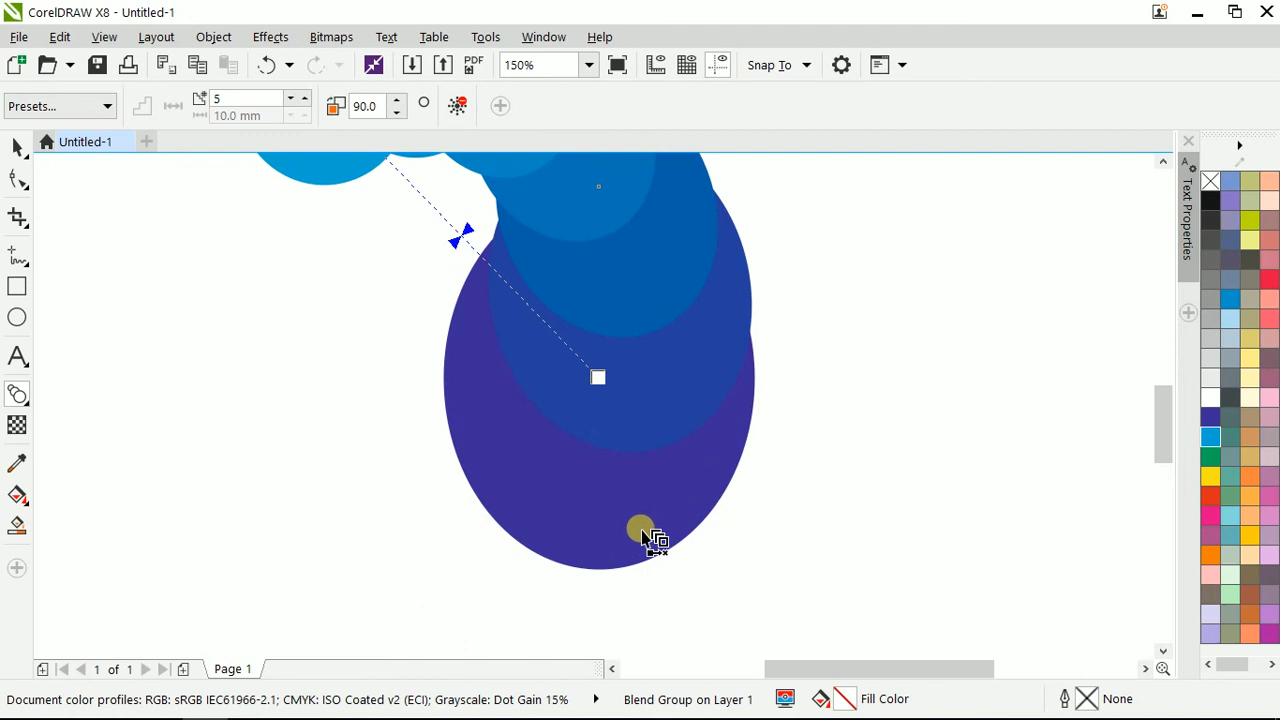 CorelDRAW X8 - Untitled-1
File Edit View Layout Object Effects Bitmaps Text Table Tools Window Help
PDF 150% Snap To
Presets... 5 90.0
10.0 mm
Untitled-1
Text Properties
1 of 1 Page 1
Document color profiles: RGB: sRGB IEC61966-2.1; CMYK: ISO Coated v2 (ECI); Grayscale: Dot Gain 15% Blend Group on Layer 1 Fill Color None